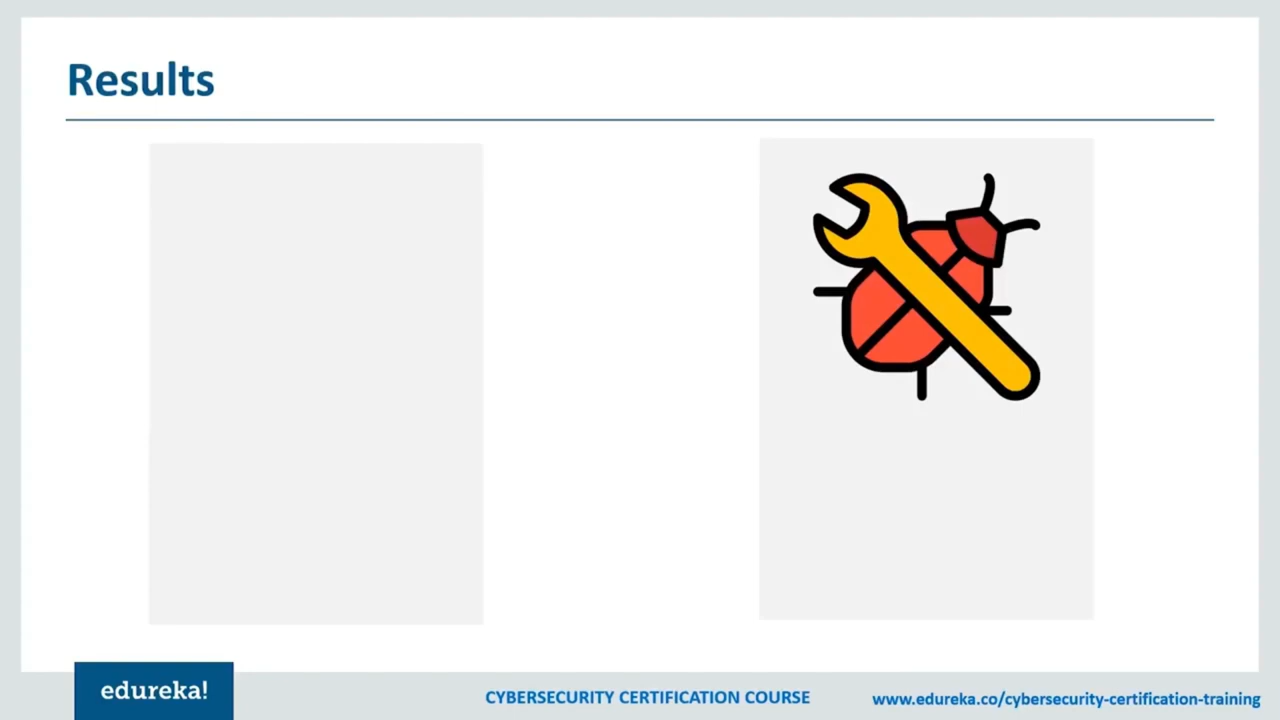 Results
edureka!
CYBERSECURITY CERTIFICATION COURSE
www.edureka.co/cybersecurity-certification-training